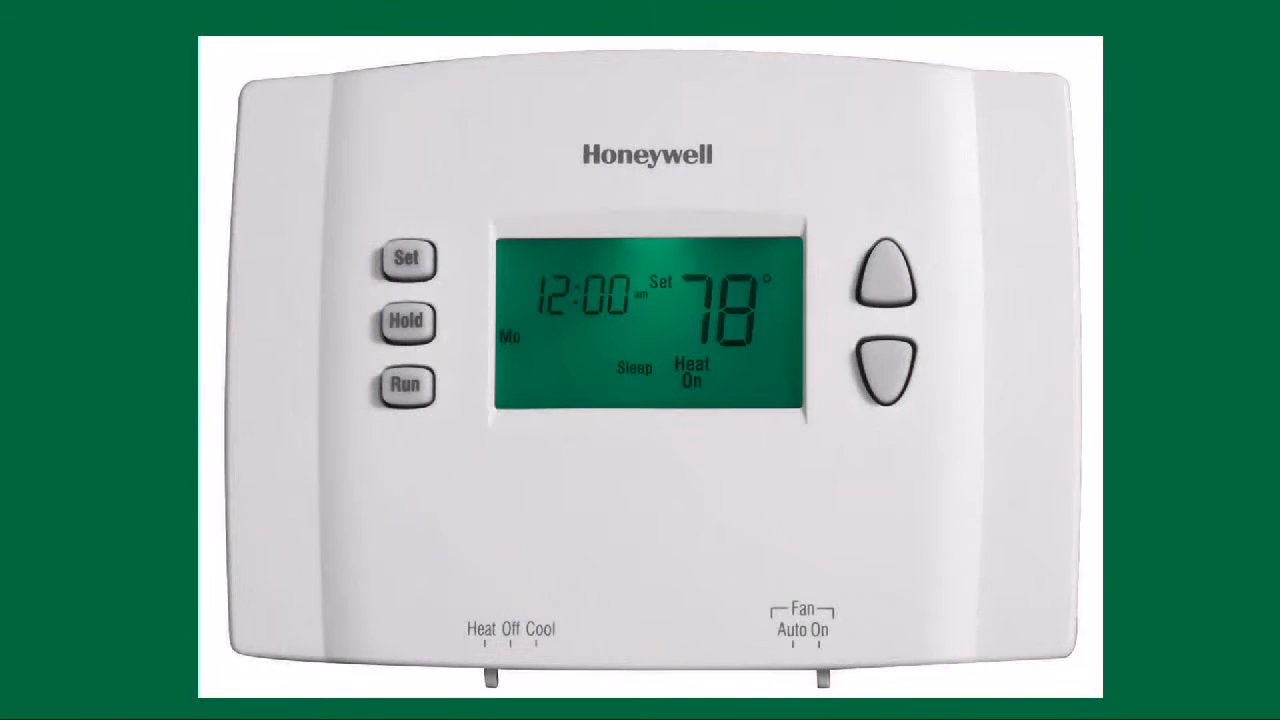 Honeywell
Set
Hold
Run
12:00 am Set 78°
Mo
Sleep
Heat
On
Heat Off Cool
Fan
Auto On